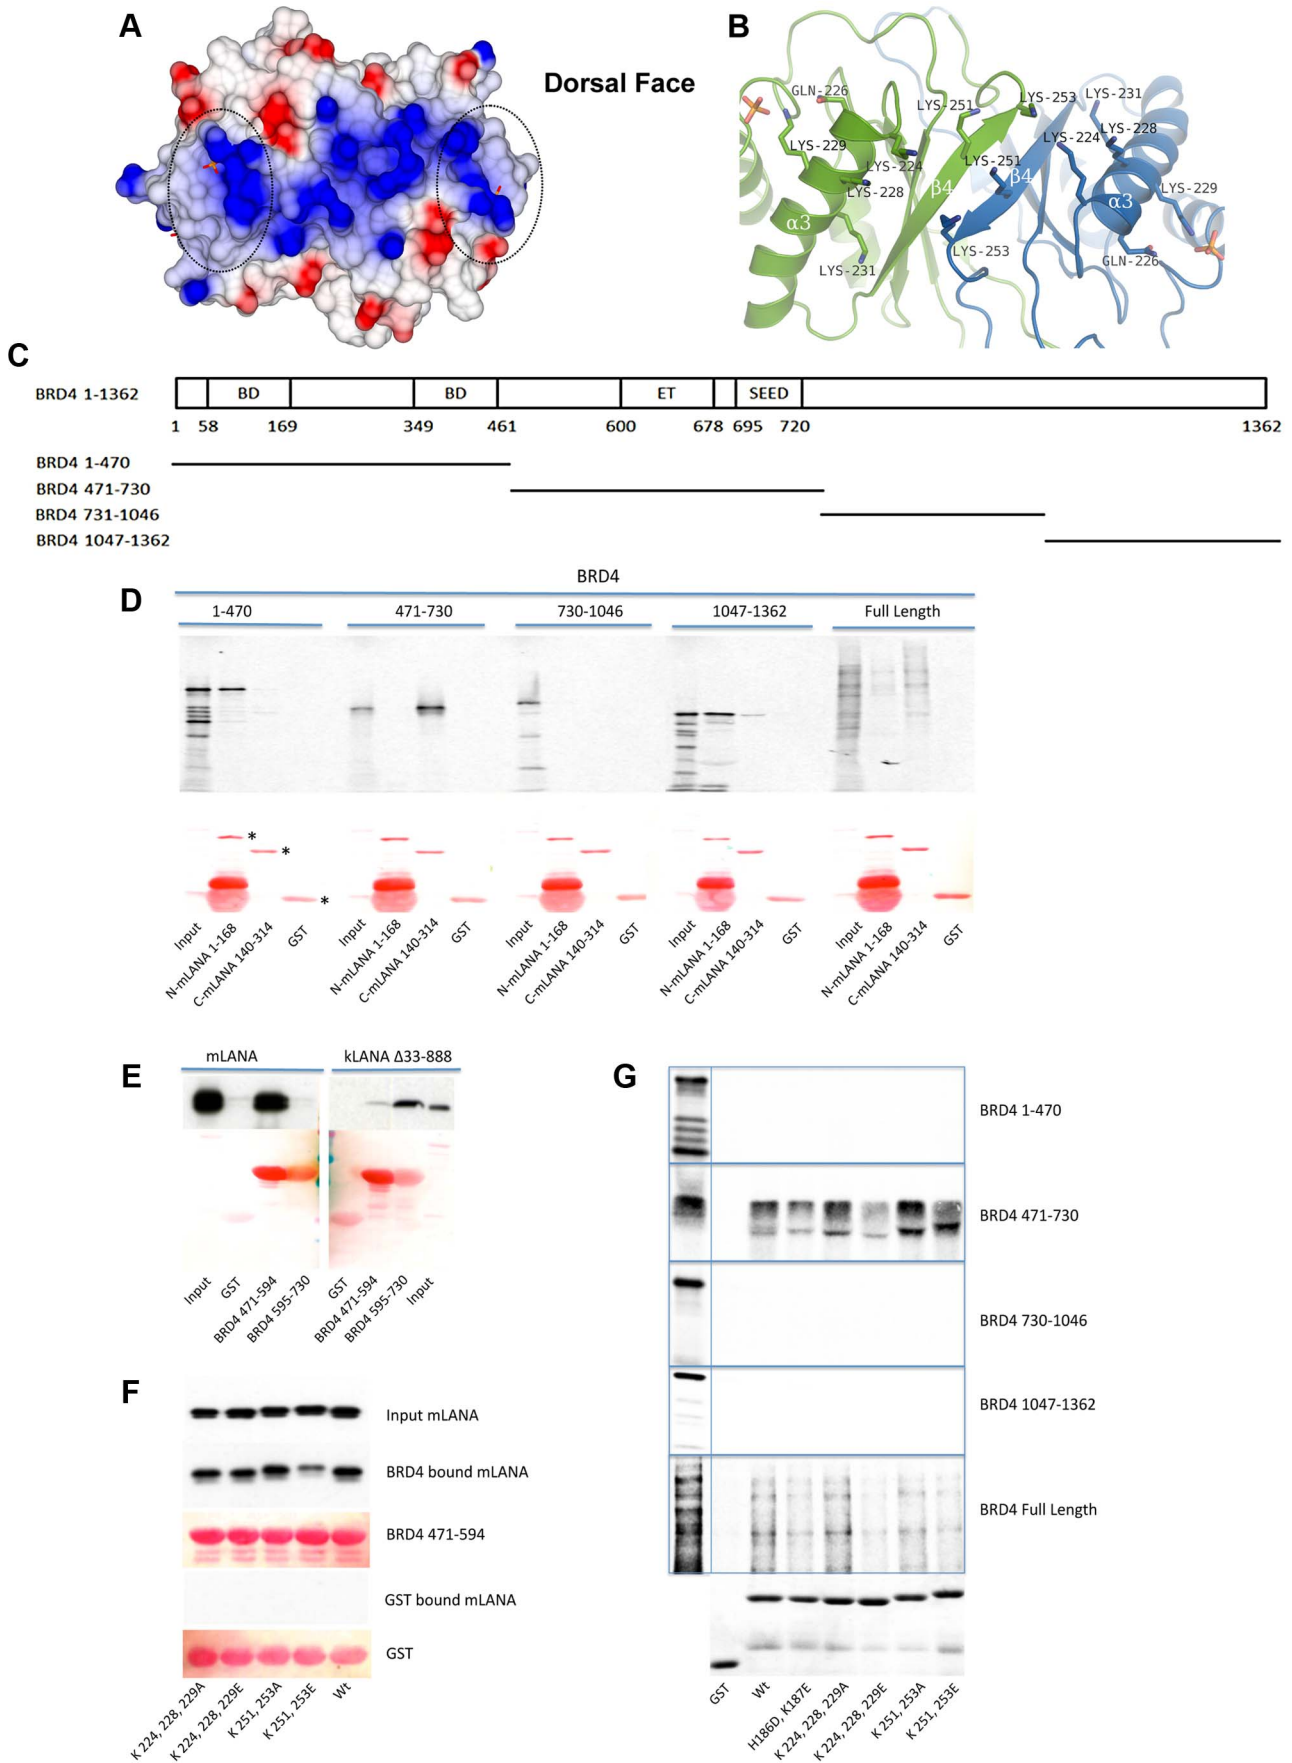 A
Dorsal Face
B
GLN-226
LYS-251
LYS-253
LYS-231
LYS-229
LYS-224
LYS-228
LYS-224
LYS-228
LYS-251
β4
β4
LYS-229
α3
α3
LYS-231
LYS-253
GLN-226
C
BRD4 1-1362
BD
BD
ET
SEED
1 58 169 349 461 600 678 695 720 1362
BRD4 1-470
BRD4 471-730
BRD4 731-1046
BRD4 1047-1362
D
BRD4
1-470 471-730 730-1046 1047-1362 Full Length
*
*
*
Input N-mLANA 1-168 C-mLANA 140-314 GST
Input N-mLANA 1-168 C-mLANA 140-314 GST
Input N-mLANA 1-168 C-mLANA 140-314 GST
Input N-mLANA 1-168 C-mLANA 140-314 GST
Input N-mLANA 1-168 C-mLANA 140-314 GST
E
mLANA kLANA Δ33-888
Input GST BRD4 471-594 BRD4 595-730
GST BRD4 471-594 BRD4 595-730 Input
F
Input mLANA
BRD4 bound mLANA
BRD4 471-594
GST bound mLANA
GST
K 224, 228, 229A
K 224, 228, 229E
K 251, 253A
K 251, 253E
Wt
G
BRD4 1-470
BRD4 471-730
BRD4 730-1046
BRD4 1047-1362
BRD4 Full Length
GST
Wt
H186D, K187E
K 224, 228, 229A
K 224, 228, 229E
K 251, 253A
K 251, 253E